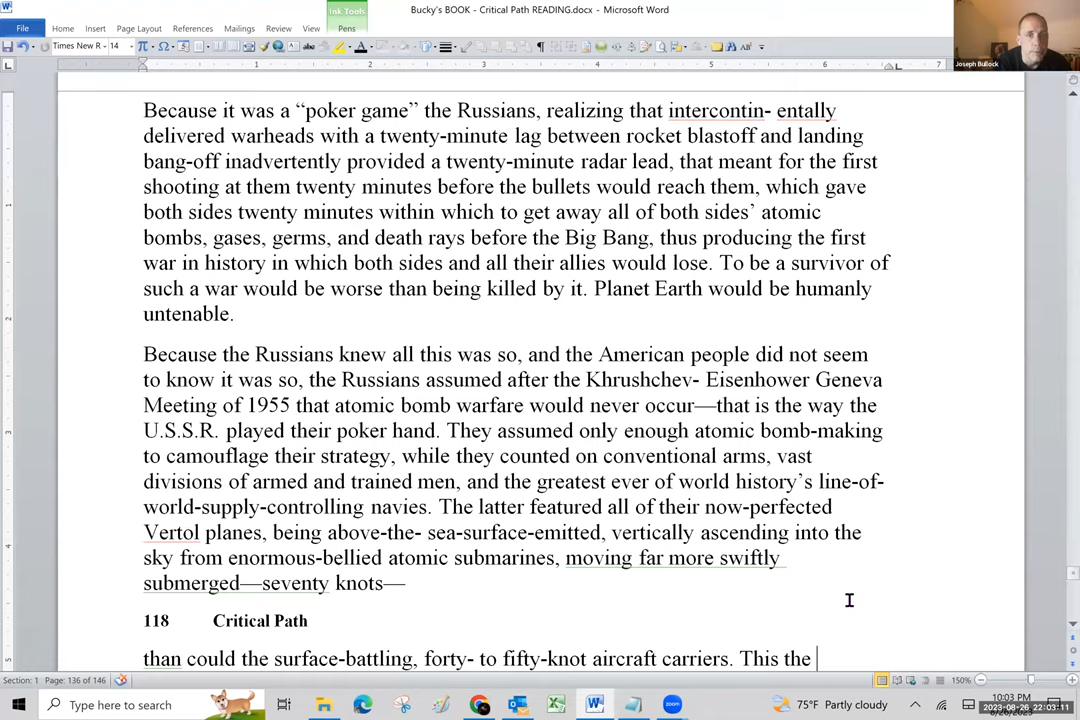 Bucky's BOOK - Critical Path READING.docx - Microsoft Word
Ink Tools
File Home Insert Page Layout References Mailings Review View Pens
Times New R 14
Joseph Bullock
1 2 3 4 5 6 7
Because it was a “poker game” the Russians, realizing that intercontin- entally
delivered warheads with a twenty-minute lag between rocket blastoff and landing
bang-off inadvertently provided a twenty-minute radar lead, that meant for the first
shooting at them twenty minutes before the bullets would reach them, which gave
both sides twenty minutes within which to get away all of both sides’ atomic
bombs, gases, germs, and death rays before the Big Bang, thus producing the first
war in history in which both sides and all their allies would lose. To be a survivor of
such a war would be worse than being killed by it. Planet Earth would be humanly
untenable.
Because the Russians knew all this was so, and the American people did not seem
to know it was so, the Russians assumed after the Khrushchev- Eisenhower Geneva
Meeting of 1955 that atomic bomb warfare would never occur—that is the way the
U.S.S.R. played their poker hand. They assumed only enough atomic bomb-making
to camouflage their strategy, while they counted on conventional arms, vast
divisions of armed and trained men, and the greatest ever of world history’s line-of-
world-supply-controlling navies. The latter featured all of their now-perfected
Vertol planes, being above-the- sea-surface-emitted, vertically ascending into the
sky from enormous-bellied atomic submarines, moving far more swiftly
submerged—seventy knots—
118 Critical Path
than could the surface-battling, forty- to fifty-knot aircraft carriers. This the
Section: 1 Page: 136 of 146 150%
Type here to search
75°F Partly cloudy
10:03 PM
2023-08-26 22:03:11